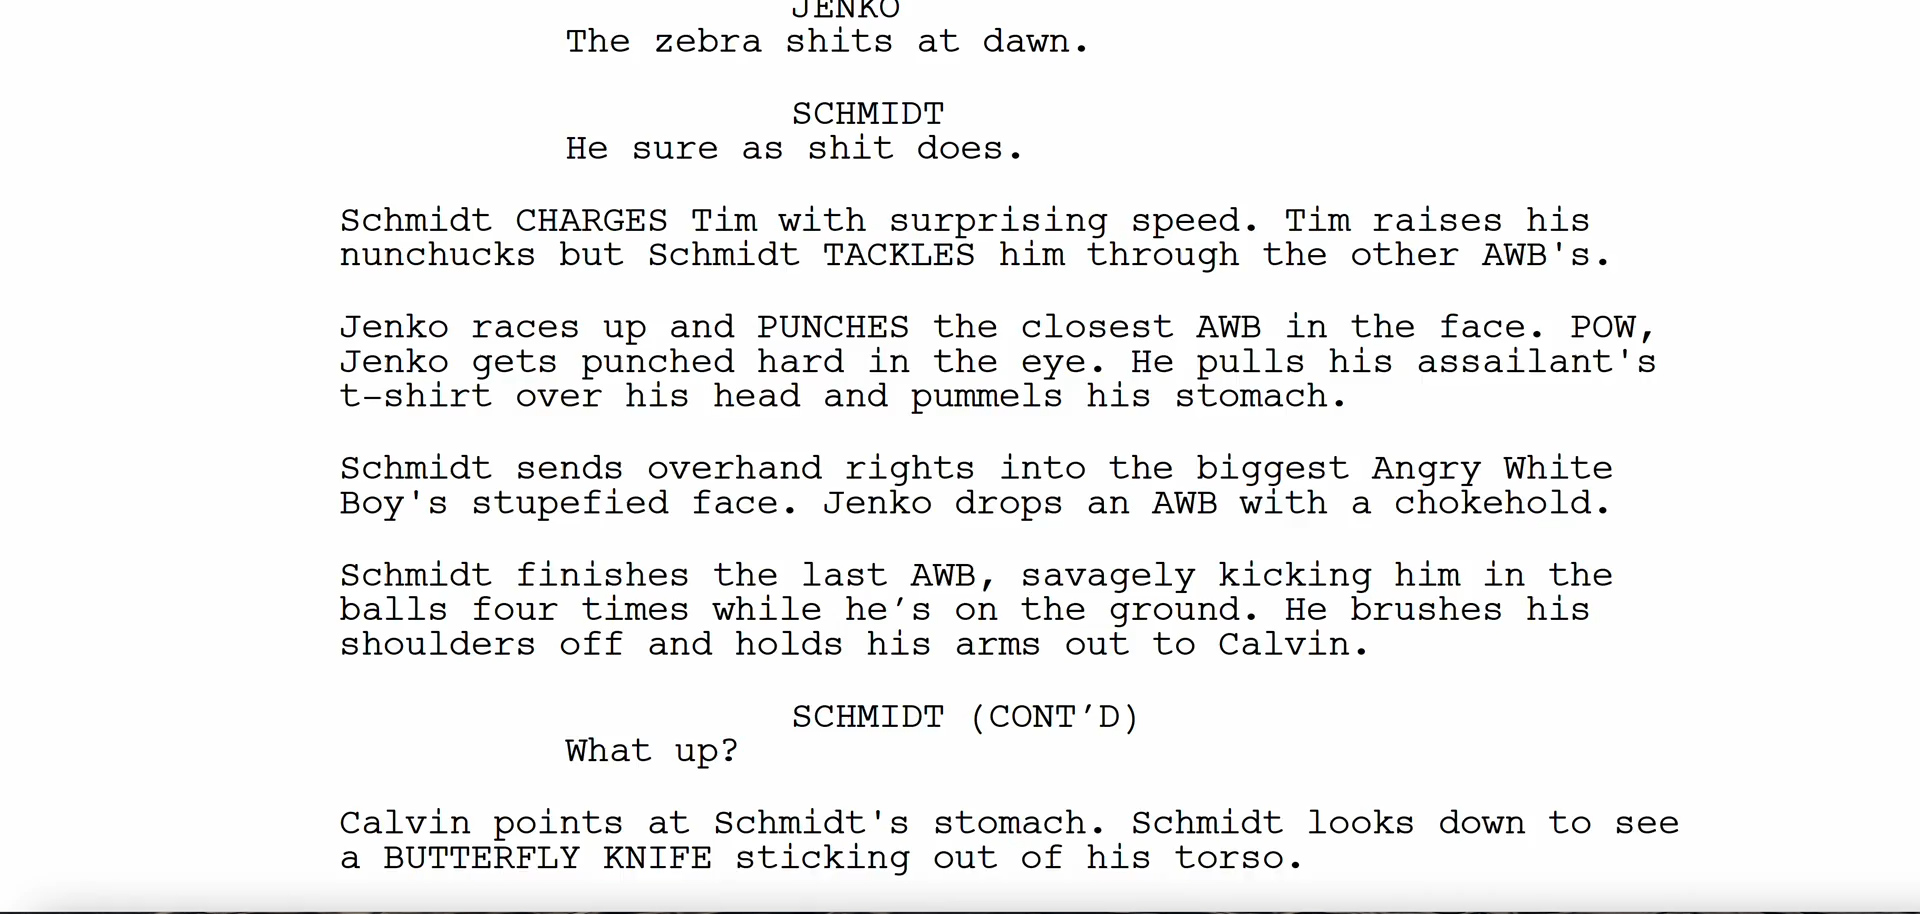 JENKO
The zebra shits at dawn.
SCHMIDT
He sure as shit does.
Schmidt CHARGES Tim with surprising speed. Tim raises his
nunchucks but Schmidt TACKLES him through the other AWB's.
Jenko races up and PUNCHES the closest AWB in the face. POW,
Jenko gets punched hard in the eye. He pulls his assailant's
t-shirt over his head and pummels his stomach.
Schmidt sends overhand rights into the biggest Angry White
Boy's stupefied face. Jenko drops an AWB with a chokehold.
Schmidt finishes the last AWB, savagely kicking him in the
balls four times while he’s on the ground. He brushes his
shoulders off and holds his arms out to Calvin.
SCHMIDT (CONT’D)
What up?
Calvin points at Schmidt's stomach. Schmidt looks down to see
a BUTTERFLY KNIFE sticking out of his torso.